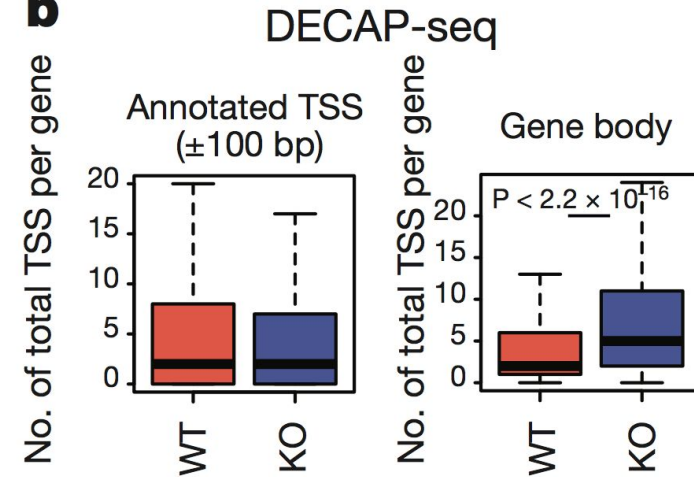 b
DECAP-seq
No. of total TSS per gene
Annotated TSS
(±100 bp)
20
15
10
5
0
WT
KO
No. of total TSS per gene
Gene body
P < 2.2 × 10⁻¹⁶
20
15
10
5
0
WT
KO